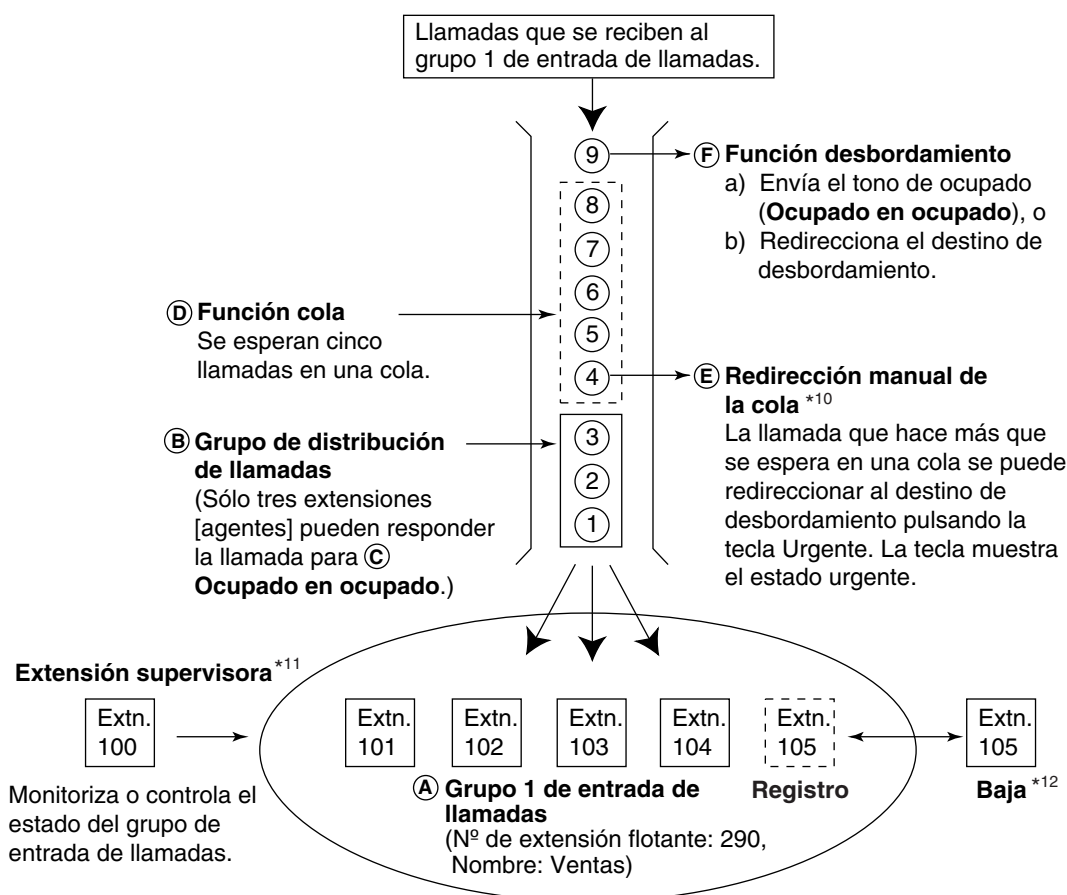 Llamadas que se reciben al
grupo 1 de entrada de llamadas.
9
F Función desbordamiento
a) Envía el tono de ocupado
(Ocupado en ocupado), o
b) Redirecciona el destino de
desbordamiento.
8
7
6
5
4
D Función cola
Se esperan cinco
llamadas en una cola.
E Redirección manual de
la cola *10
La llamada que hace más que
se espera en una cola se puede
redireccionar al destino de
desbordamiento pulsando la
tecla Urgente. La tecla muestra
el estado urgente.
B Grupo de distribución
de llamadas
(Sólo tres extensiones
[agentes] pueden responder
la llamada para C
Ocupado en ocupado.)
3
2
1
Extensión supervisora *11
Extn.
100
Monitoriza o controla el
estado del grupo de
entrada de llamadas.
Extn.
101
Extn.
102
Extn.
103
Extn.
104
Extn.
105
Registro
Extn.
105
Baja *12
A Grupo 1 de entrada de
llamadas
(Nº de extensión flotante: 290,
Nombre: Ventas)